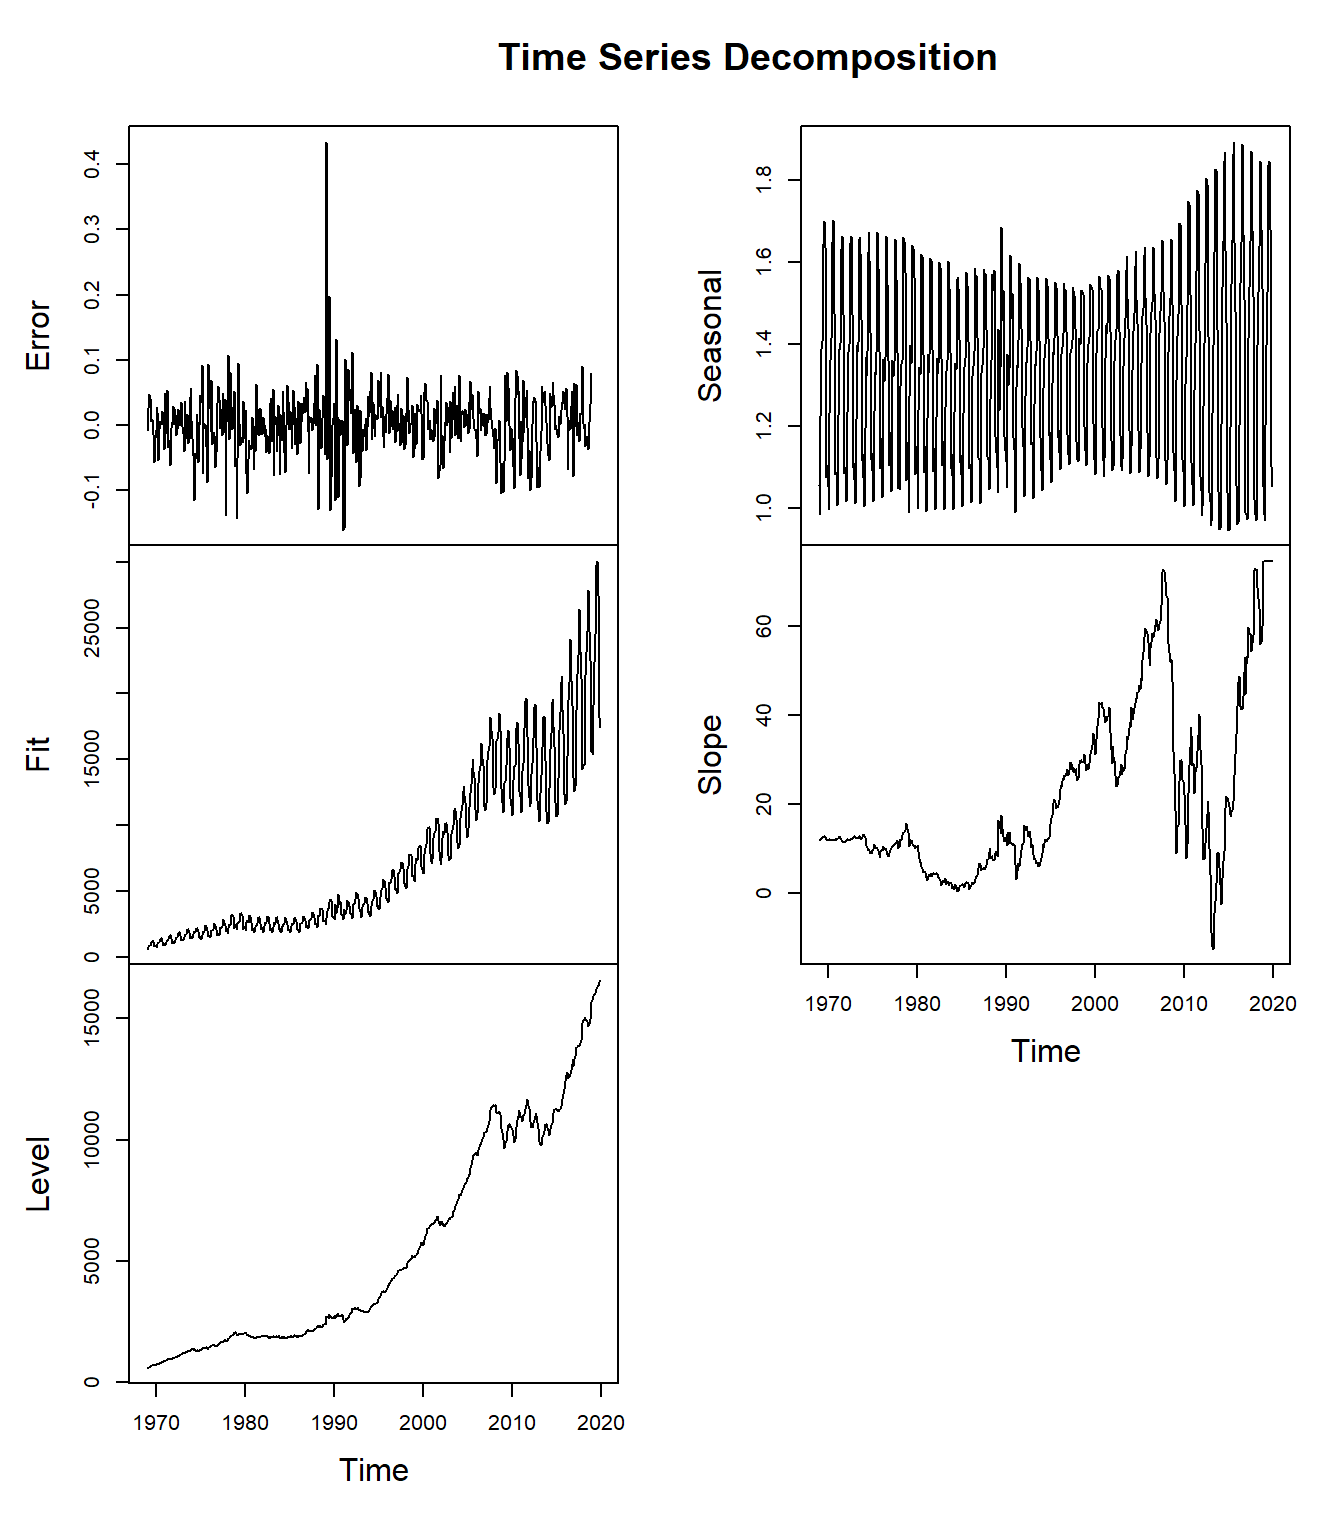 Time Series Decomposition
Error
-0.1 0.0 0.1 0.2 0.3 0.4
Fit
0 5000 15000 25000
Level
0 5000 10000 15000
1970 1980 1990 2000 2010 2020
Time
Seasonal
1.0 1.2 1.4 1.6 1.8
Slope
0 20 40 60
1970 1980 1990 2000 2010 2020
Time